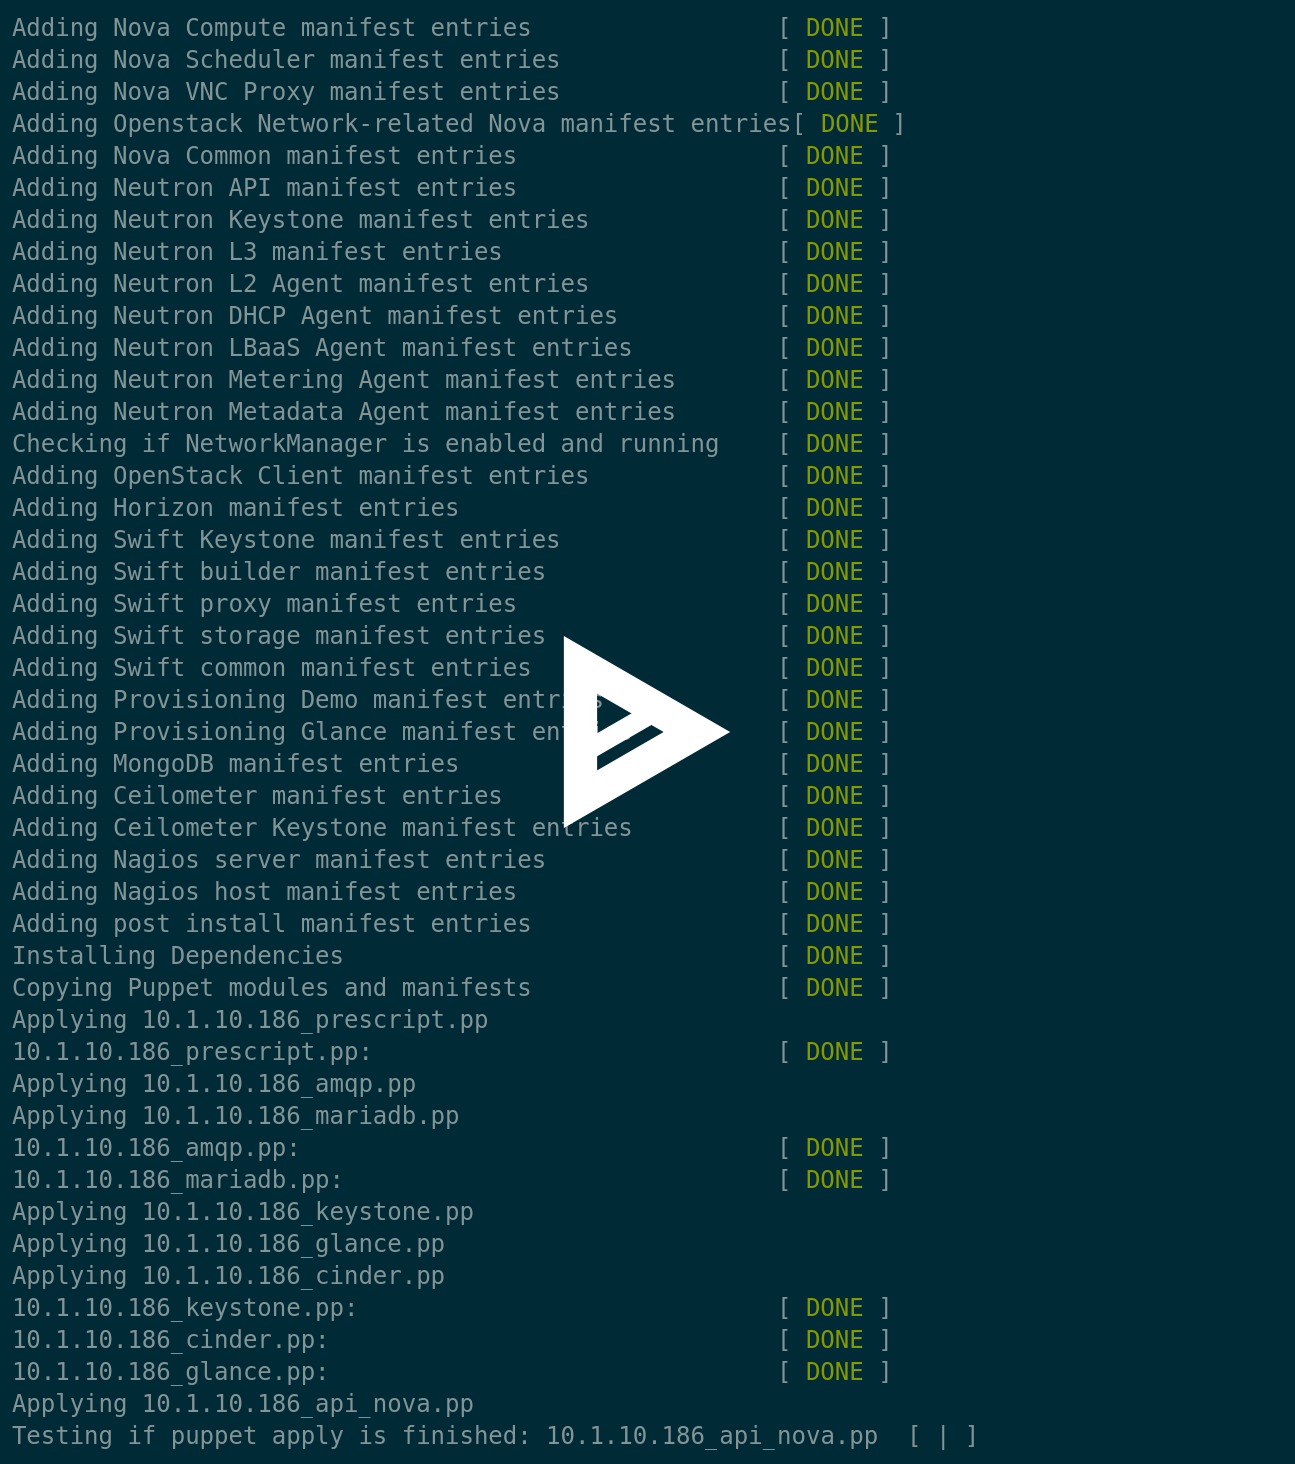 Adding Nova Compute manifest entries                 [ DONE ]
Adding Nova Scheduler manifest entries               [ DONE ]
Adding Nova VNC Proxy manifest entries               [ DONE ]
Adding Openstack Network-related Nova manifest entries[ DONE ]
Adding Nova Common manifest entries                  [ DONE ]
Adding Neutron API manifest entries                  [ DONE ]
Adding Neutron Keystone manifest entries             [ DONE ]
Adding Neutron L3 manifest entries                   [ DONE ]
Adding Neutron L2 Agent manifest entries             [ DONE ]
Adding Neutron DHCP Agent manifest entries           [ DONE ]
Adding Neutron LBaaS Agent manifest entries          [ DONE ]
Adding Neutron Metering Agent manifest entries       [ DONE ]
Adding Neutron Metadata Agent manifest entries       [ DONE ]
Checking if NetworkManager is enabled and running    [ DONE ]
Adding OpenStack Client manifest entries             [ DONE ]
Adding Horizon manifest entries                      [ DONE ]
Adding Swift Keystone manifest entries               [ DONE ]
Adding Swift builder manifest entries                [ DONE ]
Adding Swift proxy manifest entries                  [ DONE ]
Adding Swift storage manifest entries                [ DONE ]
Adding Swift common manifest entries                 [ DONE ]
Adding Provisioning Demo manifest                    [ DONE ]
Adding Provisioning Glance manifest                  [ DONE ]
Adding MongoDB manifest entries                      [ DONE ]
Adding Ceilometer manifest entries                   [ DONE ]
Adding Ceilometer Keystone manifest entries          [ DONE ]
Adding Nagios server manifest entries                [ DONE ]
Adding Nagios host manifest entries                  [ DONE ]
Adding post install manifest entries                 [ DONE ]
Installing Dependencies                              [ DONE ]
Copying Puppet modules and manifests                 [ DONE ]
Applying 10.1.10.186_prescript.pp
10.1.10.186_prescript.pp:                            [ DONE ]
Applying 10.1.10.186_amqp.pp
Applying 10.1.10.186_mariadb.pp
10.1.10.186_amqp.pp:                                 [ DONE ]
10.1.10.186_mariadb.pp:                              [ DONE ]
Applying 10.1.10.186_keystone.pp
Applying 10.1.10.186_glance.pp
Applying 10.1.10.186_cinder.pp
10.1.10.186_keystone.pp:                             [ DONE ]
10.1.10.186_cinder.pp:                               [ DONE ]
10.1.10.186_glance.pp:                               [ DONE ]
Applying 10.1.10.186_api_nova.pp
Testing if puppet apply is finished: 10.1.10.186_api_nova.pp  [ | ]